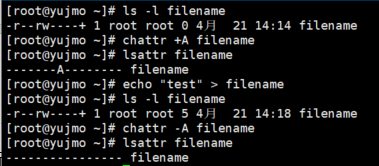 [root@yujmo ~]# ls -l filename
-r--rw----+ 1 root root 0 4月  21 14:14 filename
[root@yujmo ~]# chattr +A filename
[root@yujmo ~]# lsattr filename
-------A-------- filename
[root@yujmo ~]# echo "test" > filename
[root@yujmo ~]# ls -l filename
-r--rw----+ 1 root root 5 4月  21 14:18 filename
[root@yujmo ~]# chattr -A filename
[root@yujmo ~]# lsattr filename
---------------- filename